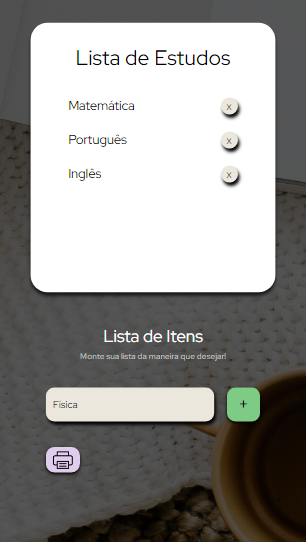 Lista de Estudos
Matemática x
Português x
Inglês x
Lista de Itens
Monte sua lista da maneira que desejar!
Física +